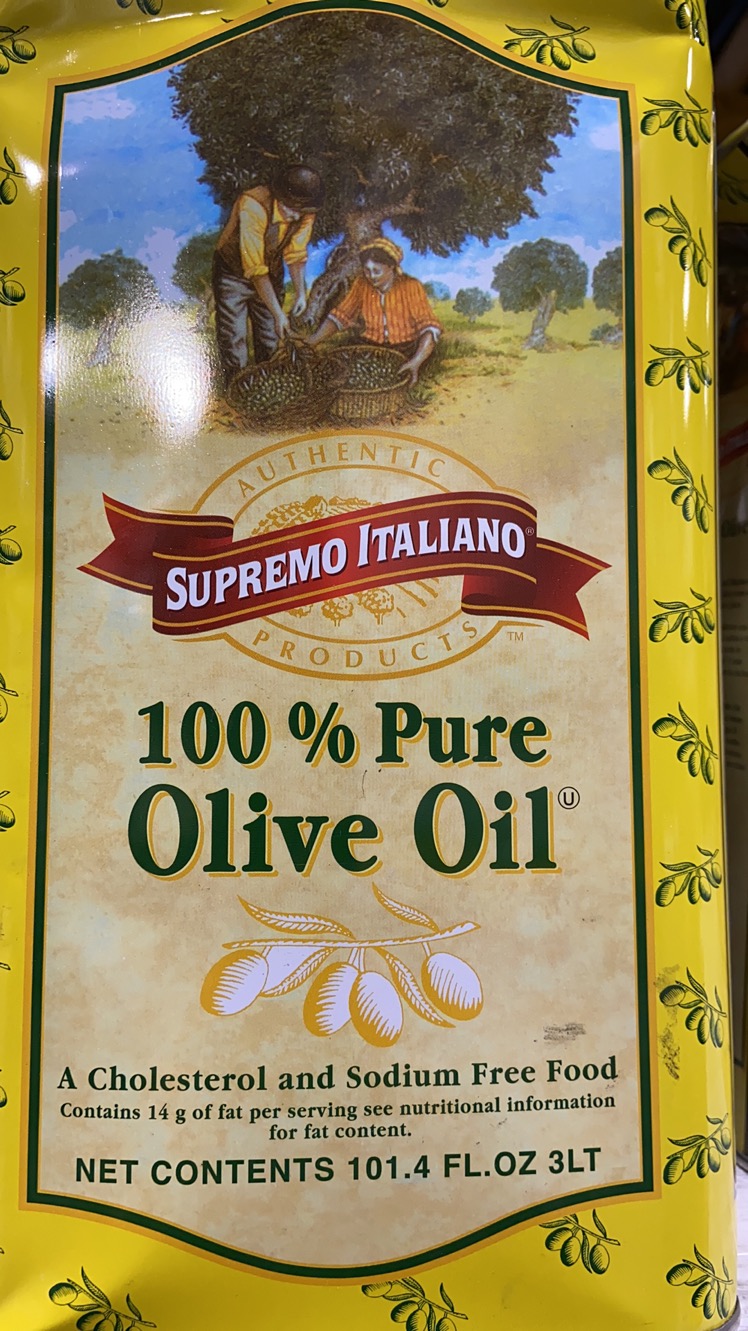 AUTHENTIC
SUPREMO ITALIANO®
PRODUCTS™
100 % Pure
Olive Oil Ⓤ
A Cholesterol and Sodium Free Food
Contains 14 g of fat per serving see nutritional information
for fat content.
NET CONTENTS 101.4 FL.OZ 3LT